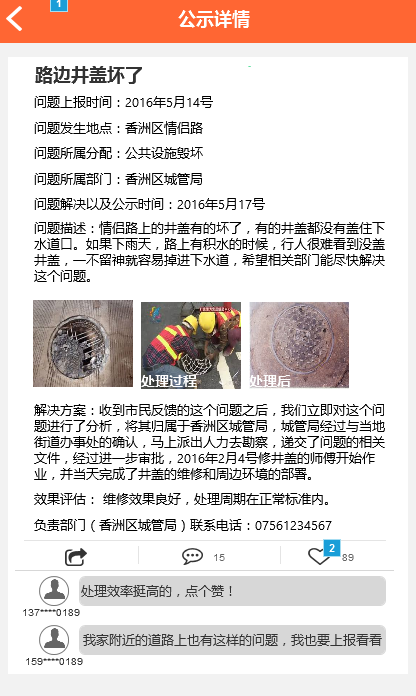 1
公示详情
路边井盖坏了
问题上报时间：2016年5月14号
问题发生地点：香洲区情侣路
问题所属分配：公共设施毁坏
问题所属部门：香洲区城管局
问题解决以及公示时间：2016年5月17号
问题描述：情侣路上的井盖有的坏了，有的井盖都没有盖住下
水道口。如果下雨天，路上有积水的时候，行人很难看到没盖
井盖，一不留神就容易掉进下水道，希望相关部门能尽快解决
这个问题。
处理过程
处理后
解决方案：收到市民反馈的这个问题之后，我们立即对这个问
题进行了分析，将其归属于香洲区城管局，城管局经过与当地
街道办事处的确认，马上派出人力去勘察，递交了问题的相关
文件，经过进一步审批，2016年2月4号修井盖的师傅开始作
业，并当天完成了井盖的维修和周边环境的部署。
效果评估： 维修效果良好，处理周期在正常标准内。
负责部门（香洲区城管局）联系电话：07561234567
15
2
89
处理效率挺高的，点个赞！
137****0189
我家附近的道路上也有这样的问题，我也要上报看看
159****0189